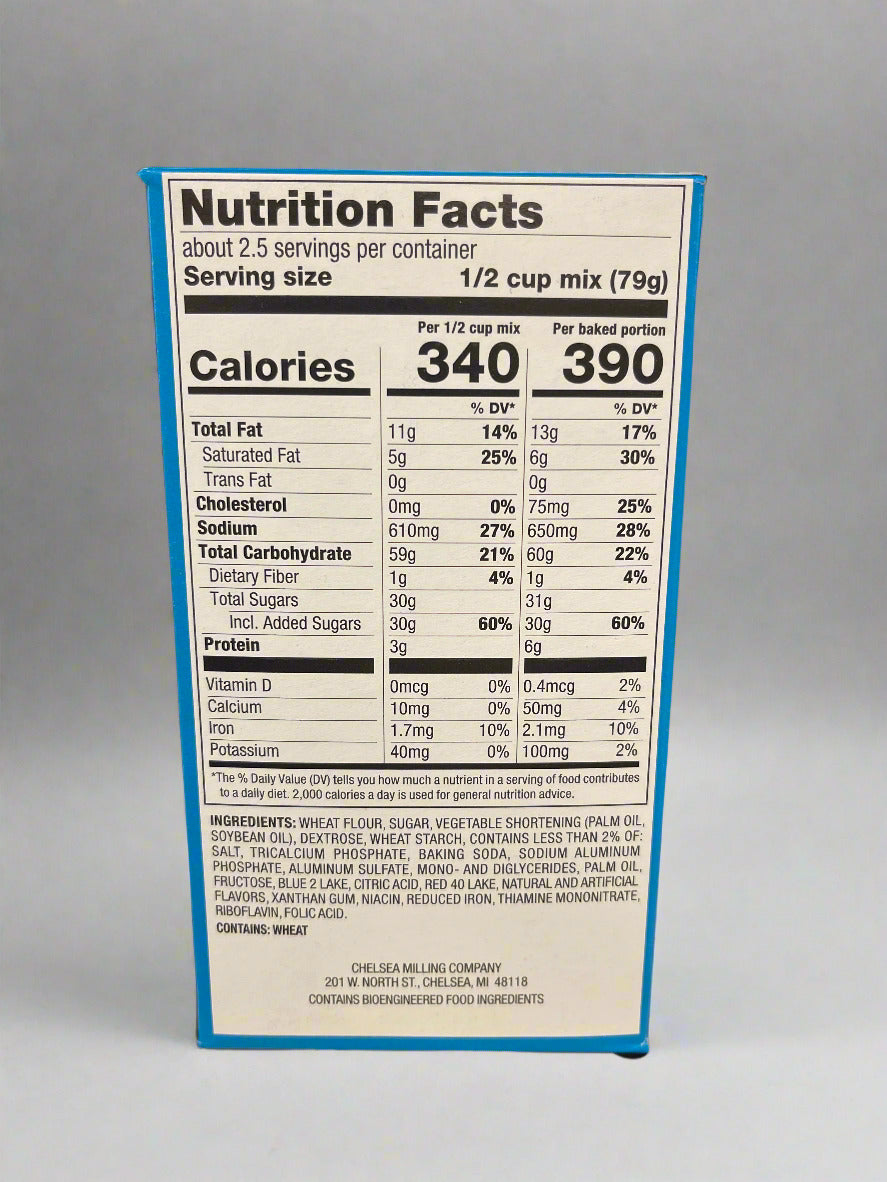 Nutrition Facts
about 2.5 servings per container
Serving size 1/2 cup mix (79g)
Per 1/2 cup mix Per baked portion
Calories 340 390
% DV* % DV*
Total Fat 11g 14% 13g 17%
Saturated Fat 5g 25% 6g 30%
Trans Fat 0g 0g
Cholesterol 0mg 0% 75mg 25%
Sodium 610mg 27% 650mg 28%
Total Carbohydrate 59g 21% 60g 22%
Dietary Fiber 1g 4% 1g 4%
Total Sugars 30g 31g
Incl. Added Sugars 30g 60% 30g 60%
Protein 3g 6g
Vitamin D 0mcg 0% 0.4mcg 2%
Calcium 10mg 0% 50mg 4%
Iron 1.7mg 10% 2.1mg 10%
Potassium 40mg 0% 100mg 2%
*The % Daily Value (DV) tells you how much a nutrient in a serving of food contributes
to a daily diet. 2,000 calories a day is used for general nutrition advice.
INGREDIENTS: WHEAT FLOUR, SUGAR, VEGETABLE SHORTENING (PALM OIL,
SOYBEAN OIL), DEXTROSE, WHEAT STARCH, CONTAINS LESS THAN 2% OF:
SALT, TRICALCIUM PHOSPHATE, BAKING SODA, SODIUM ALUMINUM
PHOSPHATE, ALUMINUM SULFATE, MONO- AND DIGLYCERIDES, PALM OIL,
FRUCTOSE, BLUE 2 LAKE, CITRIC ACID, RED 40 LAKE, NATURAL AND ARTIFICIAL
FLAVORS, XANTHAN GUM, NIACIN, REDUCED IRON, THIAMINE MONONITRATE,
RIBOFLAVIN, FOLIC ACID.
CONTAINS: WHEAT
CHELSEA MILLING COMPANY
201 W. NORTH ST., CHELSEA, MI 48118
CONTAINS BIOENGINEERED FOOD INGREDIENTS